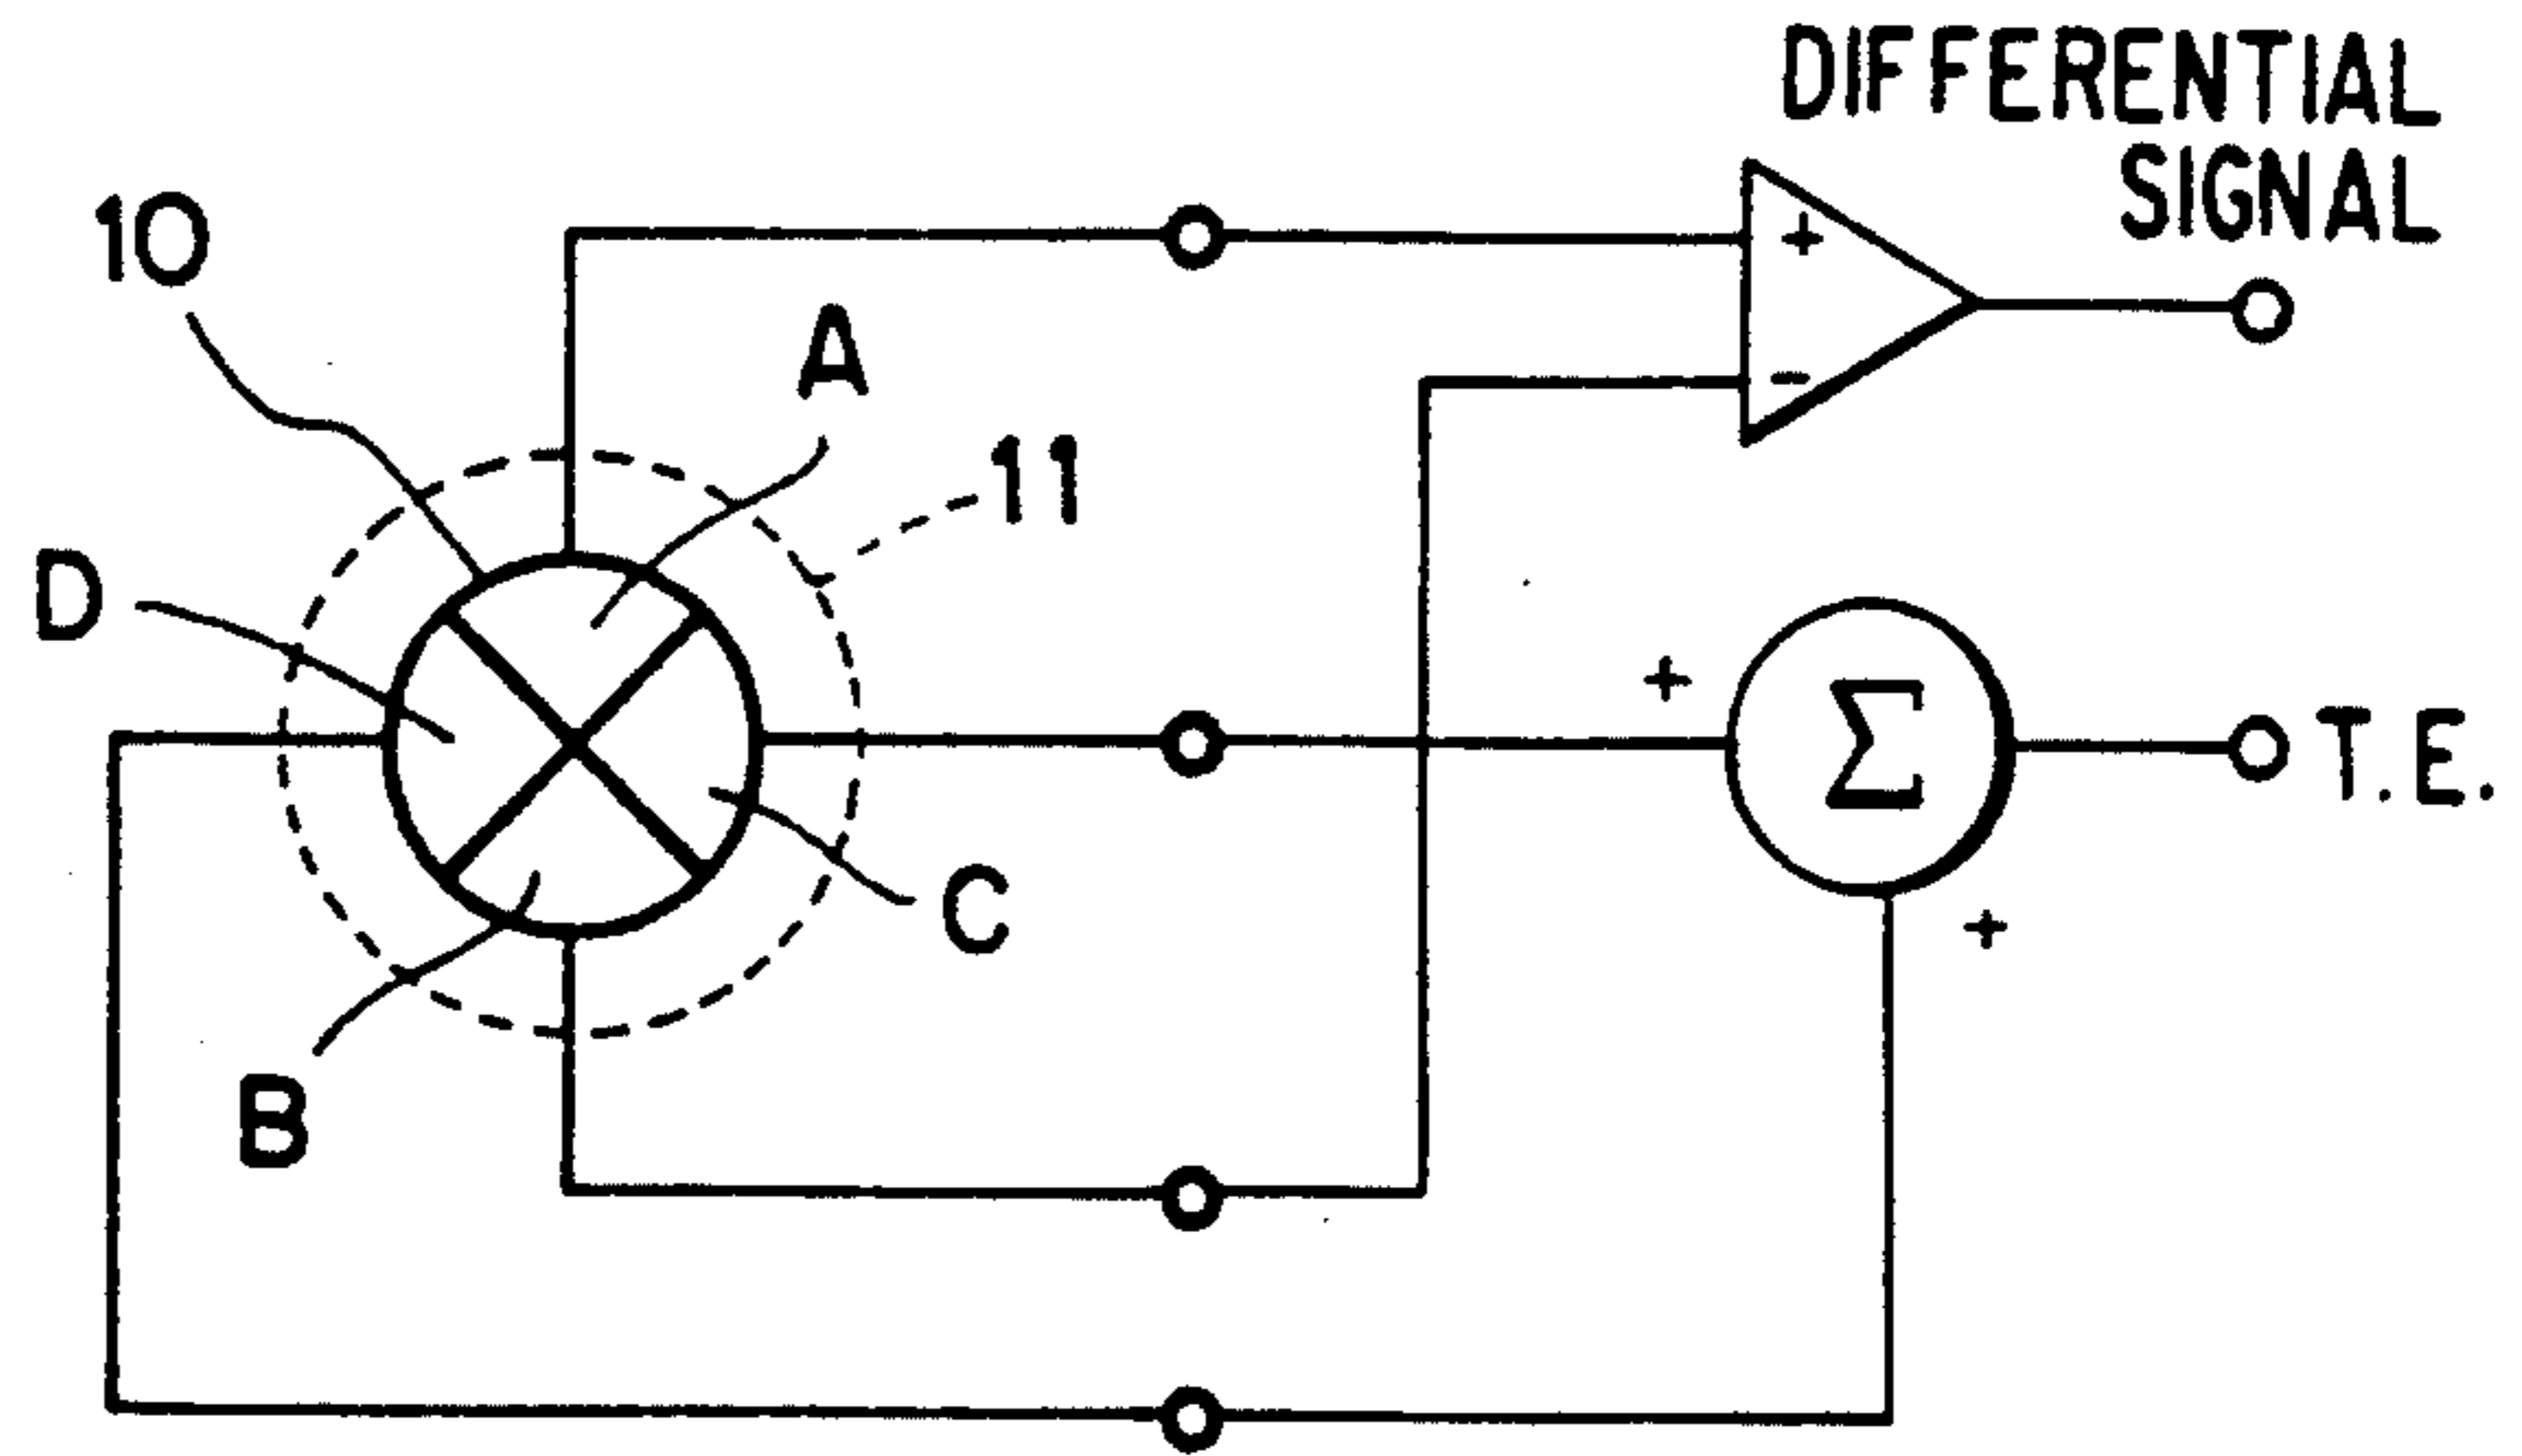 DIFFERENTIAL
SIGNAL
10
A
+
-
11
D
+
Σ
T.E.
C
+
B